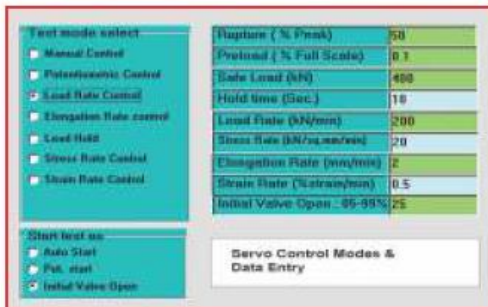 Test mode select
Manual Control
Potentiometric Control
Load Rate Control
Elongation Rate control
Load Hold
Stress Rate Control
Strain Rate Control
Start test as
Auto Start
Pot. start
Initial Valve Open
Rupture ( % Peak) 50
Preload ( % Full Scale) 0.1
Safe Load (kN) 400
Hold time (Sec.) 10
Load Rate (kN/min) 200
Stress Rate (kN/sq.mm/min) 20
Elongation Rate (mm/min) 2
Strain Rate (%strain/min) 0.5
Initial Valve Open : 05-99% 25
Servo Control Modes &
Data Entry